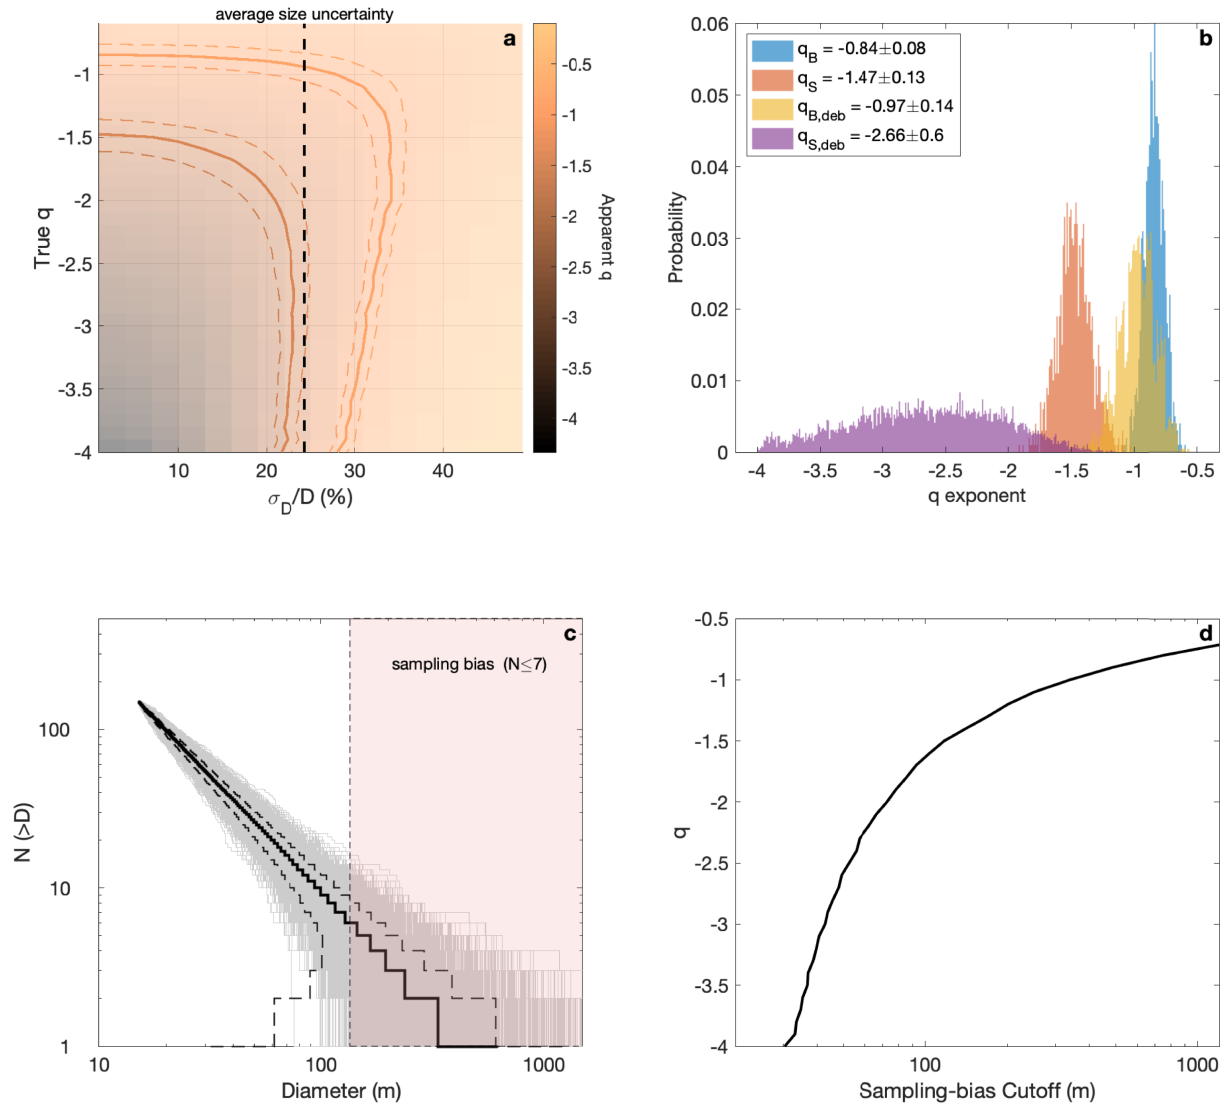 average size uncertainty
a
-1
-1.5
-2
-2.5
-3
-3.5
-4
True q
10
20
30
40
σD/D (%)
-0.5
-1
-1.5
-2
-2.5
-3
-3.5
-4
Apparent q
b
qB = -0.84±0.08
qS = -1.47±0.13
qB,deb = -0.97±0.14
qS,deb = -2.66±0.6
0.06
0.05
0.04
0.03
0.02
0.01
0
Probability
-4
-3.5
-3
-2.5
-2
-1.5
-1
-0.5
q exponent
c
sampling bias (N≤7)
100
10
1
N (>D)
10
100
1000
Diameter (m)
d
-0.5
-1
-1.5
-2
-2.5
-3
-3.5
-4
q
100
1000
Sampling-bias Cutoff (m)